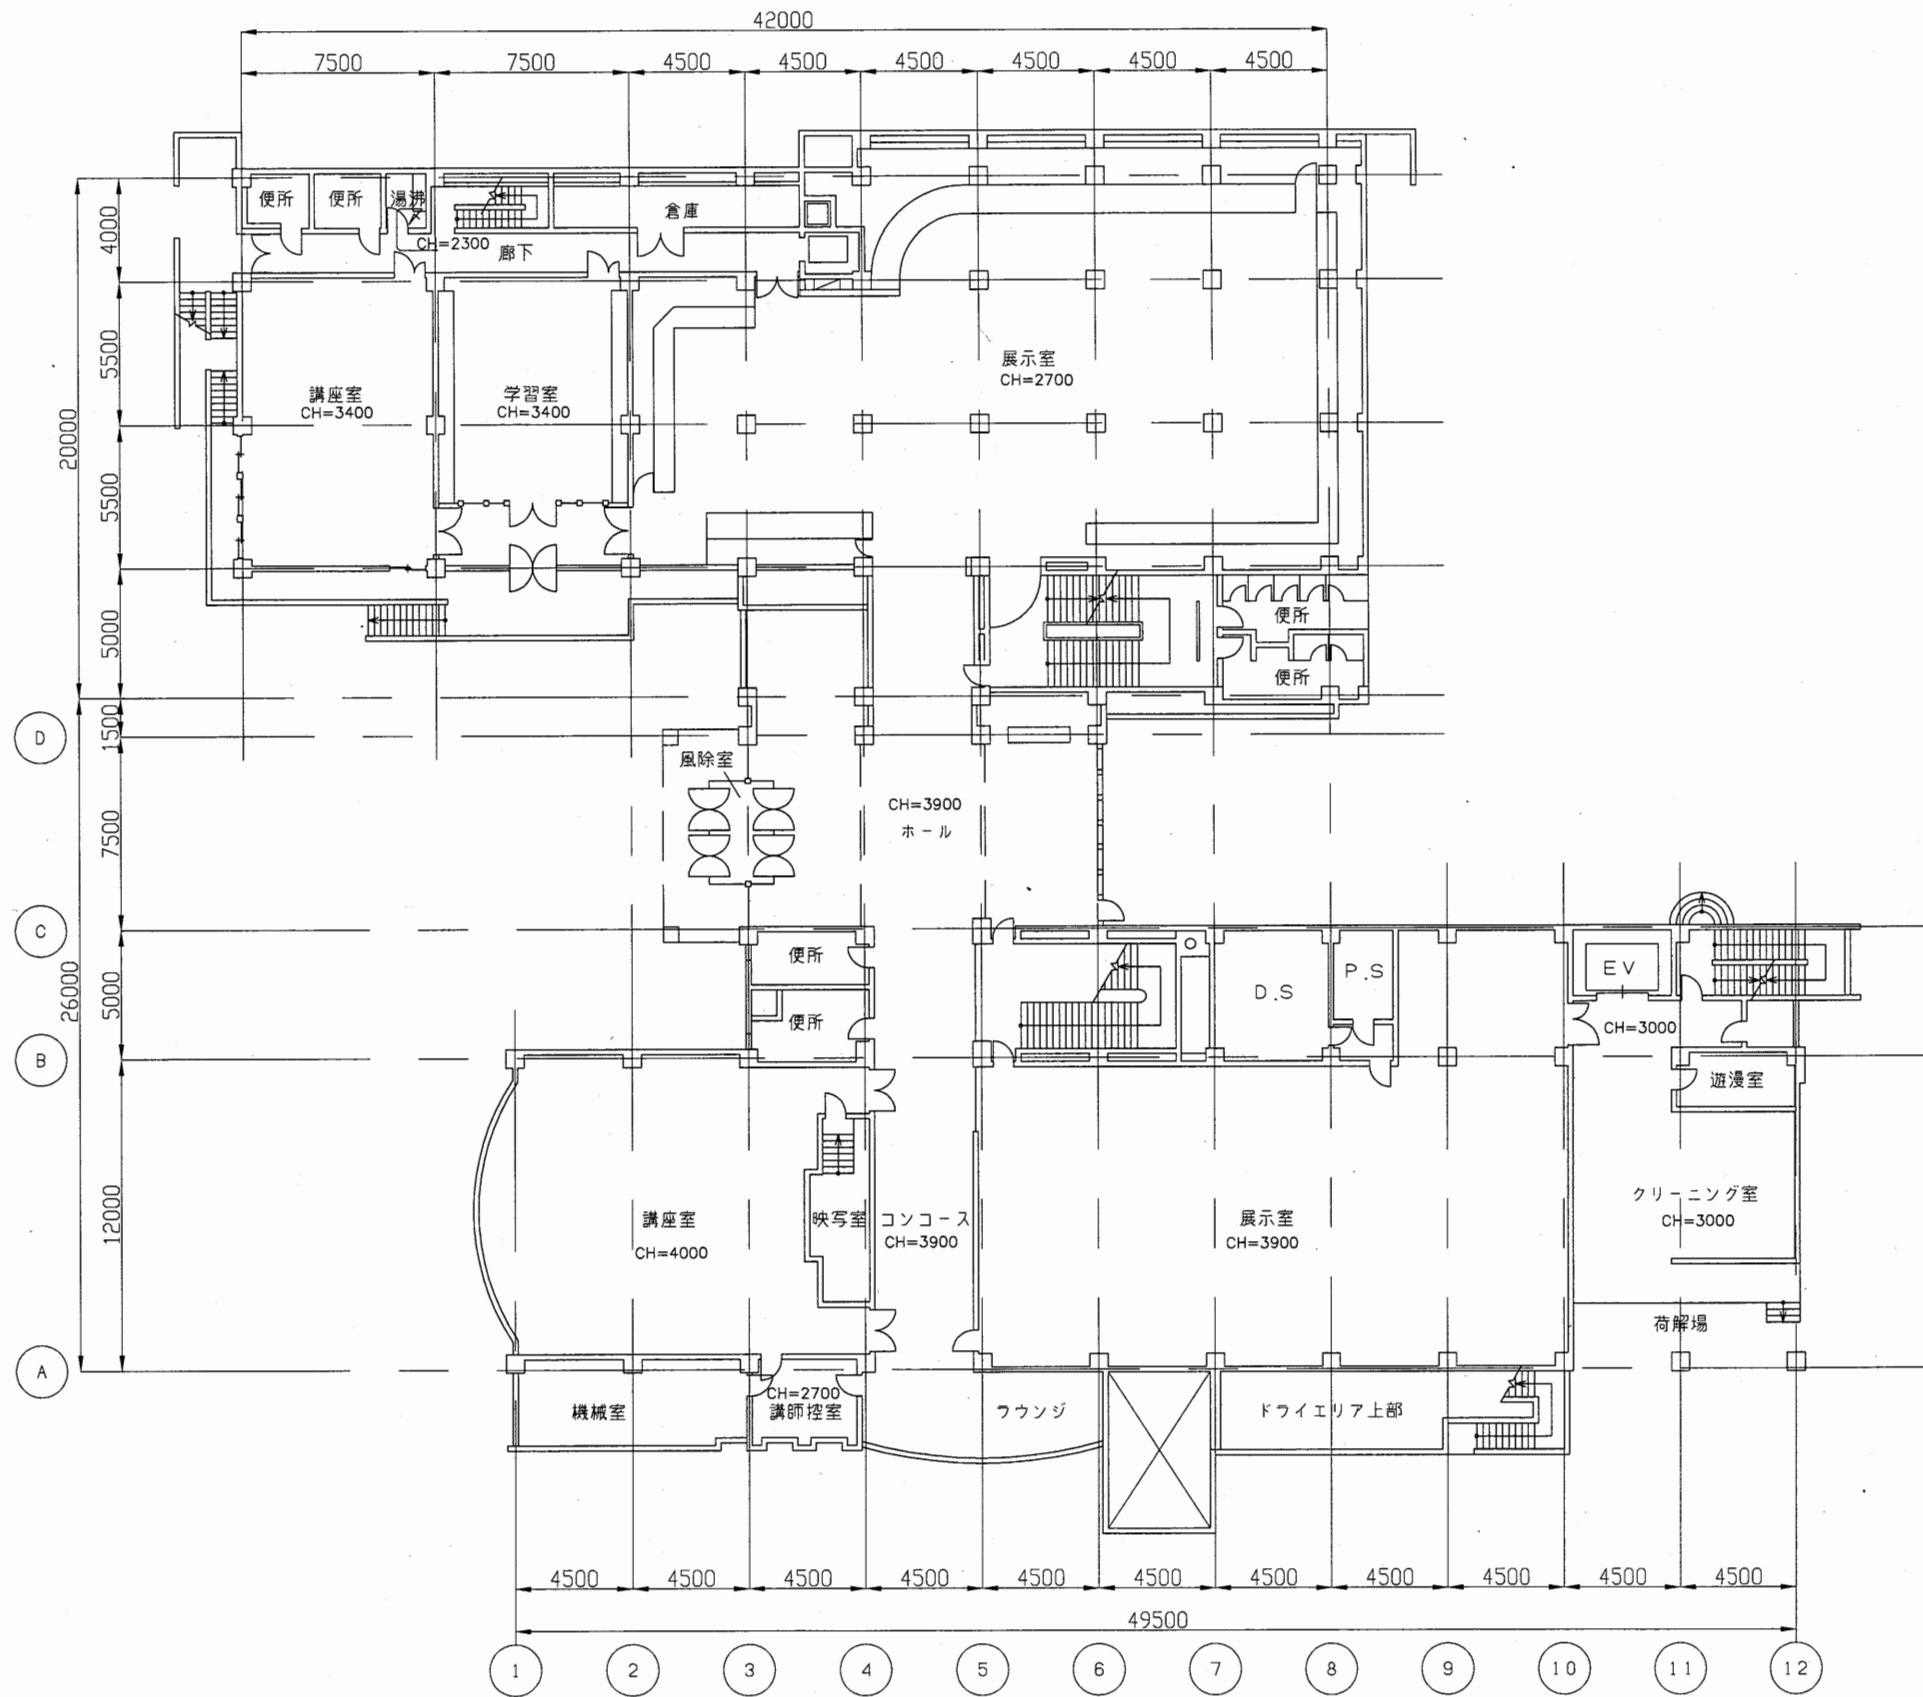 42000
7500 7500 4500 4500 4500 4500 4500 4500
便所 便所 湯沸
倉庫
CH=2300
廊下
4000
5500
5500
5000
20000
講座室
CH=3400
学習室
CH=3400
展示室
CH=2700
便所
便所
1500
7500
5000
12000
26000
D
C
B
A
風除室
CH=3900
ホール
便所
便所
D.S
P.S
EV
CH=3000
遊漫室
講座室
CH=4000
映写室
コンコース
CH=3900
展示室
CH=3900
クリーニング室
CH=3000
荷解場
機械室
CH=2700
講師控室
ラウンジ
ドライエリア上部
4500 4500 4500 4500 4500 4500 4500 4500 4500 4500 4500
49500
1 2 3 4 5 6 7 8 9 10 11 12